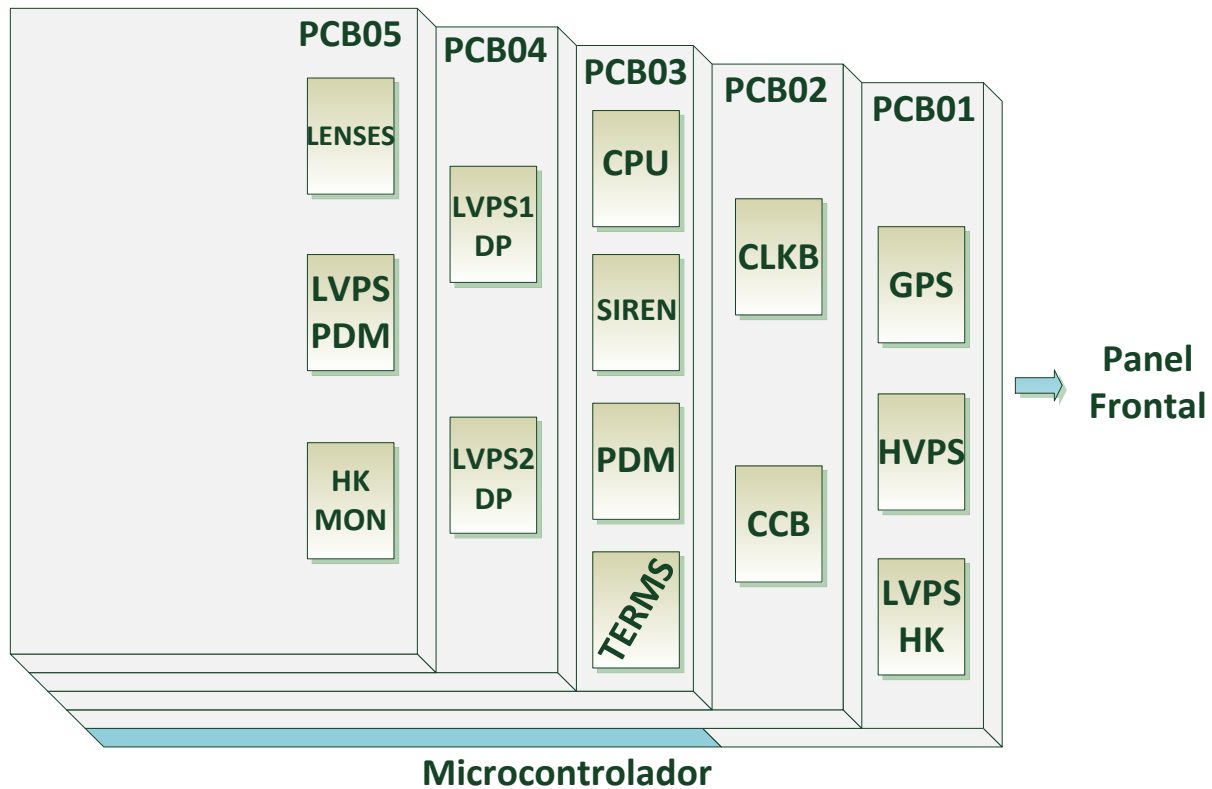 PCB05
LENSES
LVPS
PDM
HK
MON
PCB04
LVPS1
DP
LVPS2
DP
PCB03
CPU
SIREN
PDM
TERMS
PCB02
CLKB
CCB
PCB01
GPS
HVPS
LVPS
HK
Panel
Frontal
Microcontrolador